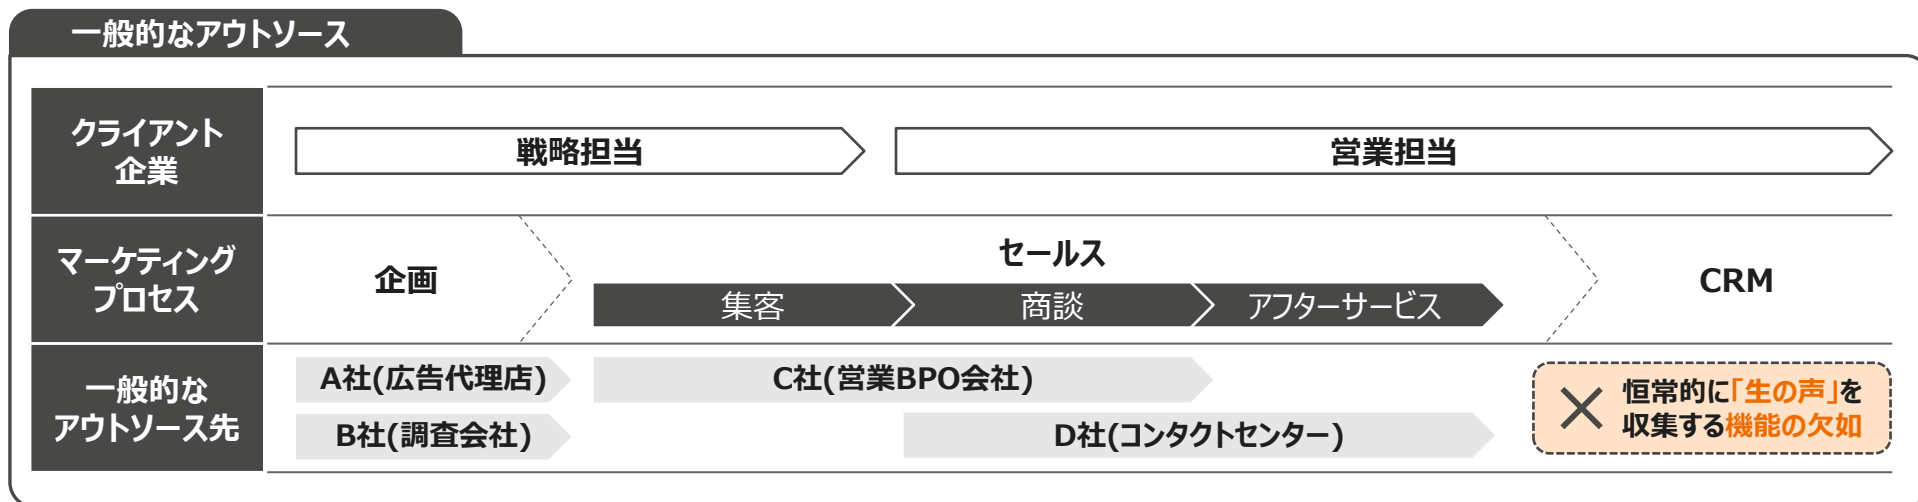 一般的なアウトソース
クライアント
企業
戦略担当
営業担当
マーケティング
プロセス
企画
セールス
集客
商談
アフターサービス
CRM
一般的な
アウトソース先
A社(広告代理店)
B社(調査会社)
C社(営業BPO会社)
D社(コンタクトセンター)
恒常的に「生の声」を
収集する機能の欠如